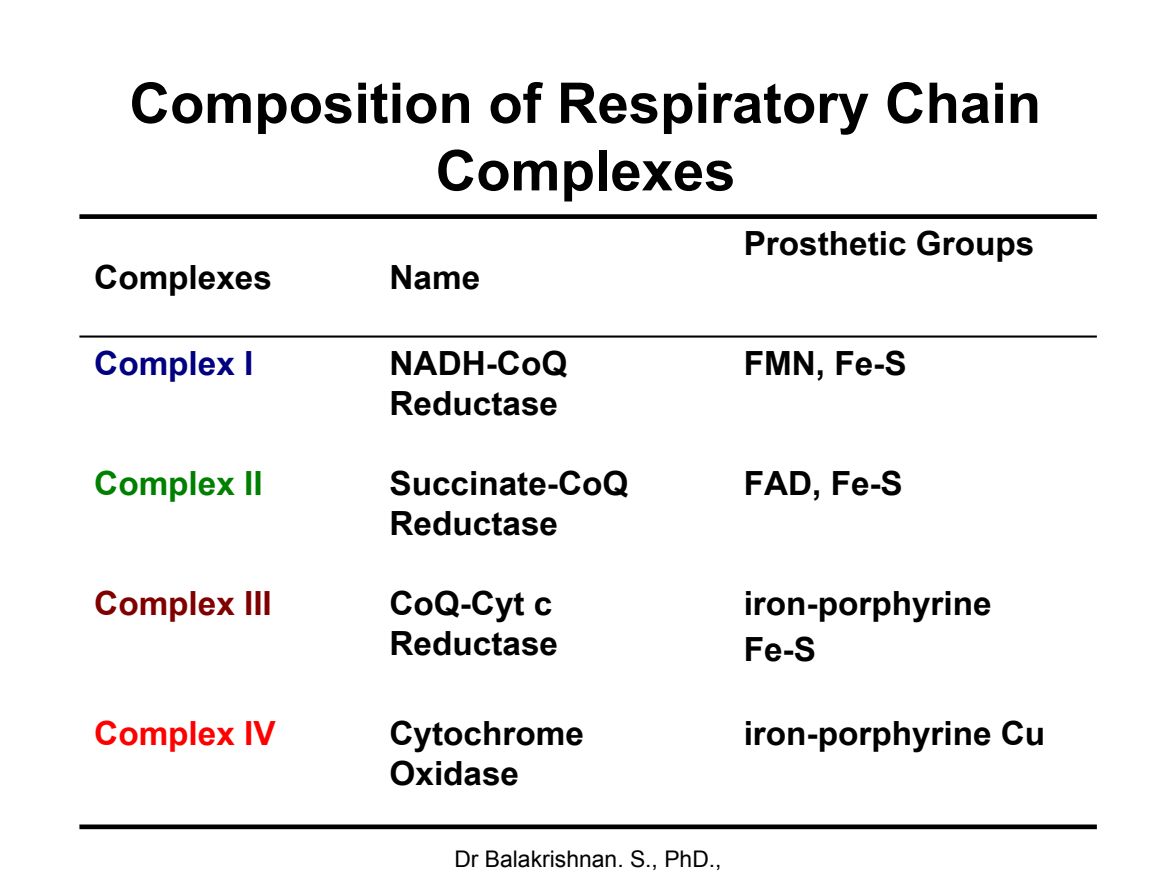 Composition of Respiratory Chain
Complexes
Prosthetic Groups
Complexes Name
Complex I NADH-CoQ FMN, Fe-S
Reductase
Complex II Succinate-CoQ FAD, Fe-S
Reductase
Complex III CoQ-Cyt c iron-porphyrine
Reductase Fe-S
Complex IV Cytochrome iron-porphyrine Cu
Oxidase
Dr Balakrishnan. S., PhD.,